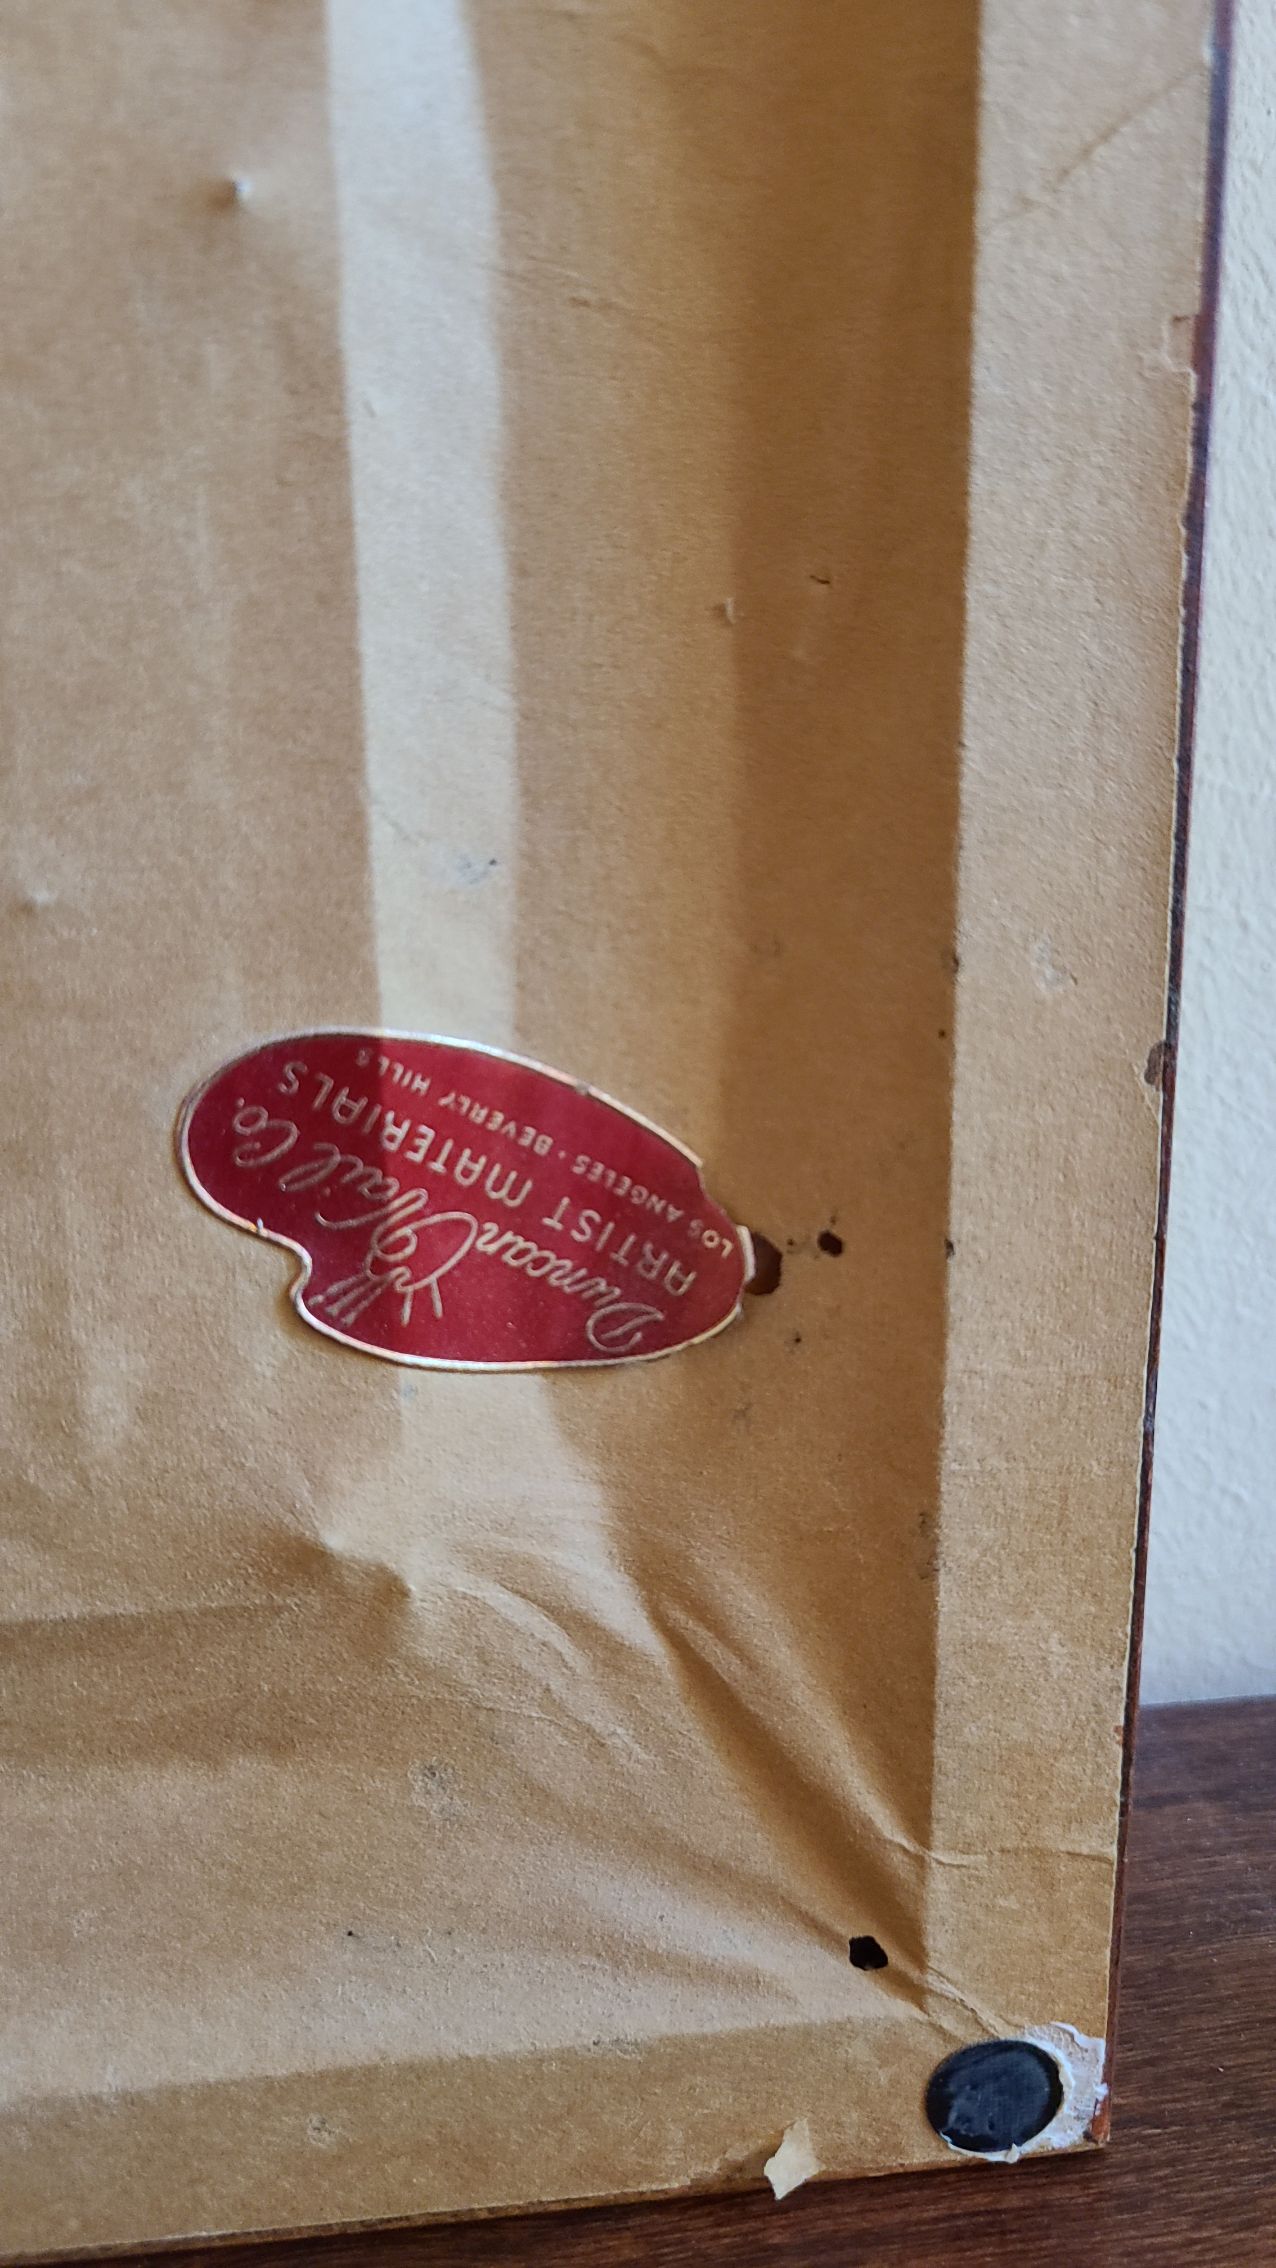 Duncan Vail Co.
ARTIST MATERIALS
LOS ANGELES • BEVERLY HILLS